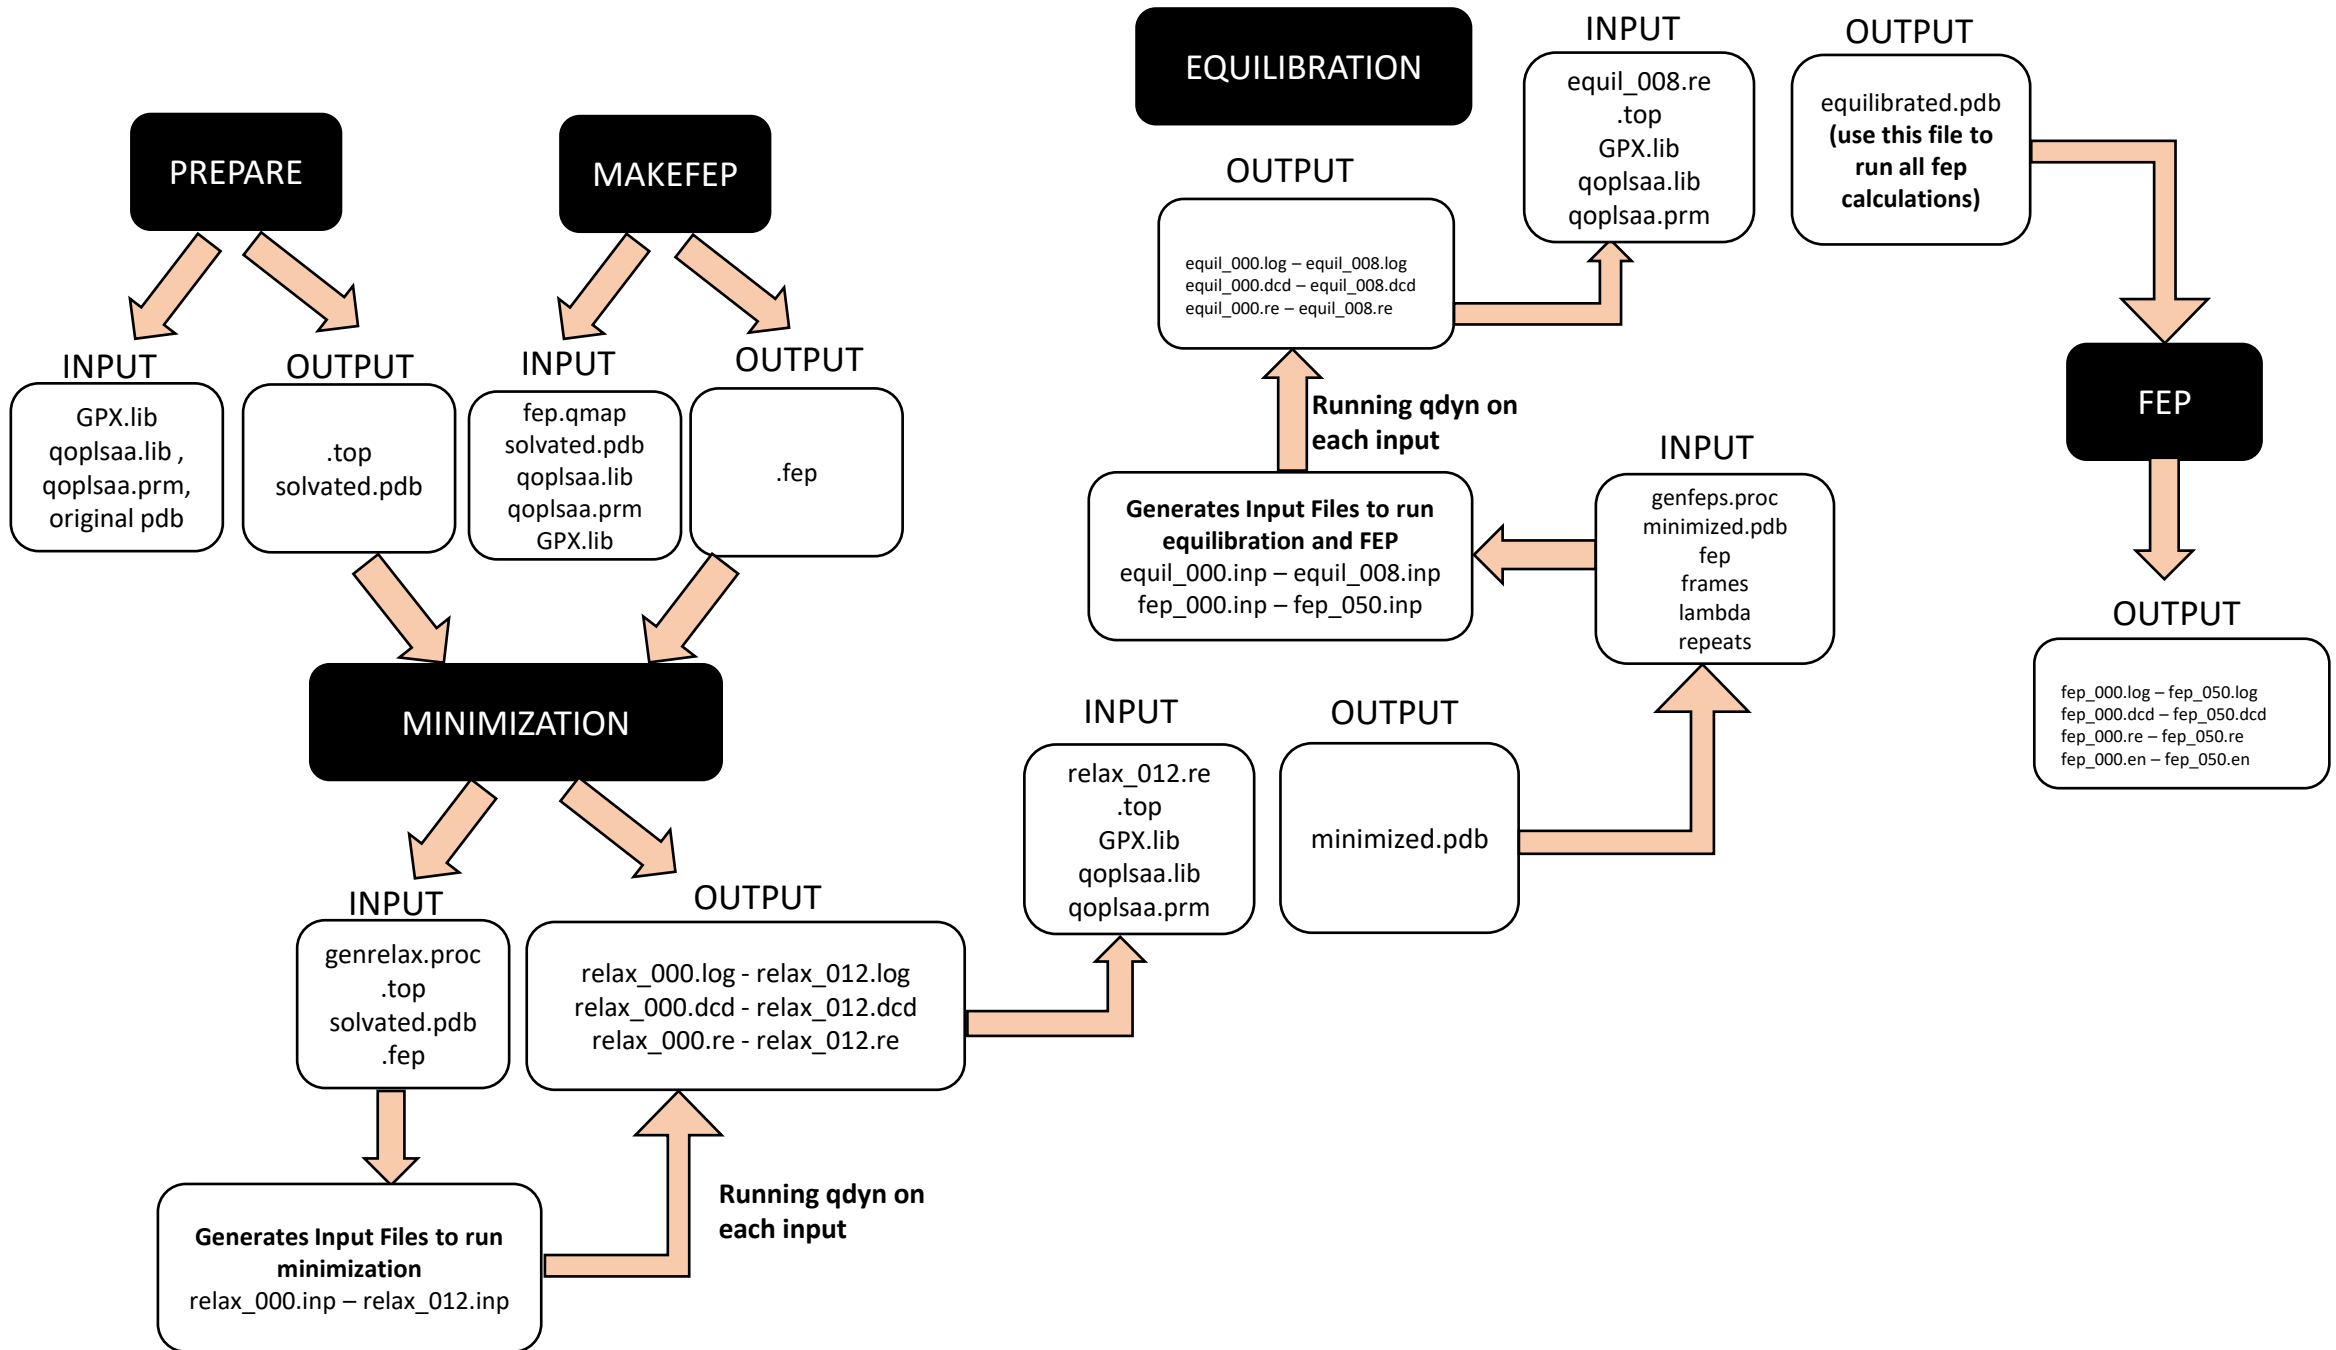 PREPARE
INPUT
GPX.lib
qoplsaa.lib ,
qoplsaa.prm,
original pdb
OUTPUT
.top
solvated.pdb
MAKEFEP
INPUT
fep.qmap
solvated.pdb
qoplsaa.lib
qoplsaa.prm
GPX.lib
OUTPUT
.fep
MINIMIZATION
INPUT
genrelax.proc
.top
solvated.pdb
.fep
Generates Input Files to run
minimization
relax_000.inp – relax_012.inp
Running qdyn on
each input
OUTPUT
relax_000.log - relax_012.log
relax_000.dcd - relax_012.dcd
relax_000.re - relax_012.re
INPUT
relax_012.re
.top
GPX.lib
qoplsaa.lib
qoplsaa.prm
OUTPUT
minimized.pdb
INPUT
genfeps.proc
minimized.pdb
fep
frames
lambda
repeats
Generates Input Files to run
equilibration and FEP
equil_000.inp – equil_008.inp
fep_000.inp – fep_050.inp
Running qdyn on
each input
EQUILIBRATION
OUTPUT
equil_000.log – equil_008.log
equil_000.dcd – equil_008.dcd
equil_000.re – equil_008.re
INPUT
equil_008.re
.top
GPX.lib
qoplsaa.lib
qoplsaa.prm
OUTPUT
equilibrated.pdb
(use this file to
run all fep
calculations)
FEP
OUTPUT
fep_000.log – fep_050.log
fep_000.dcd – fep_050.dcd
fep_000.re – fep_050.re
fep_000.en – fep_050.en